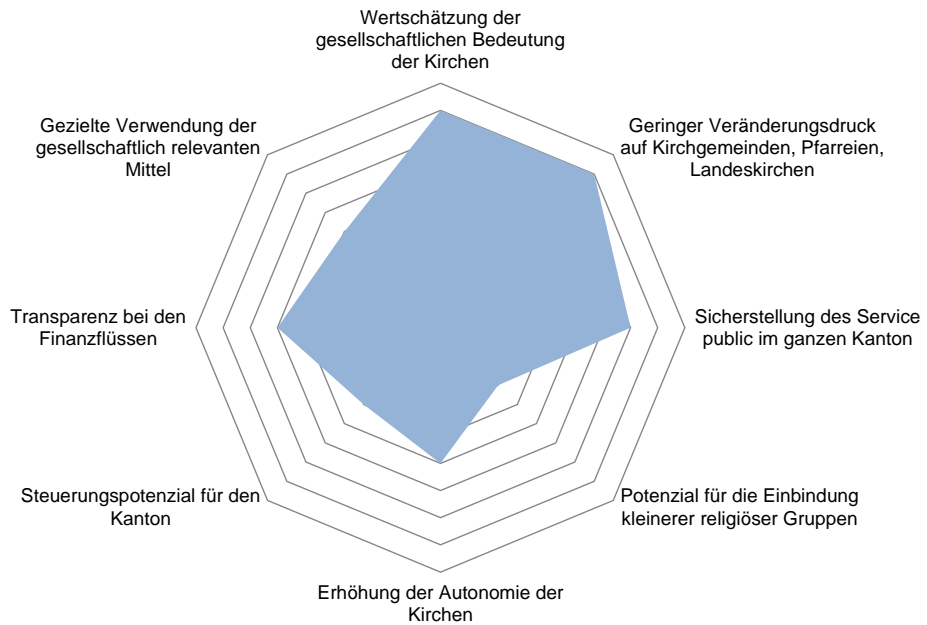 Wertschätzung der
gesellschaftlichen Bedeutung
der Kirchen
Geringer Veränderungsdruck
auf Kirchgemeinden, Pfarreien,
Landeskirchen
Sicherstellung des Service
public im ganzen Kanton
Potenzial für die Einbindung
kleinerer religiöser Gruppen
Erhöhung der Autonomie der
Kirchen
Steuerungspotenzial für den
Kanton
Transparenz bei den
Finanzflüssen
Gezielte Verwendung der
gesellschaftlich relevanten
Mittel